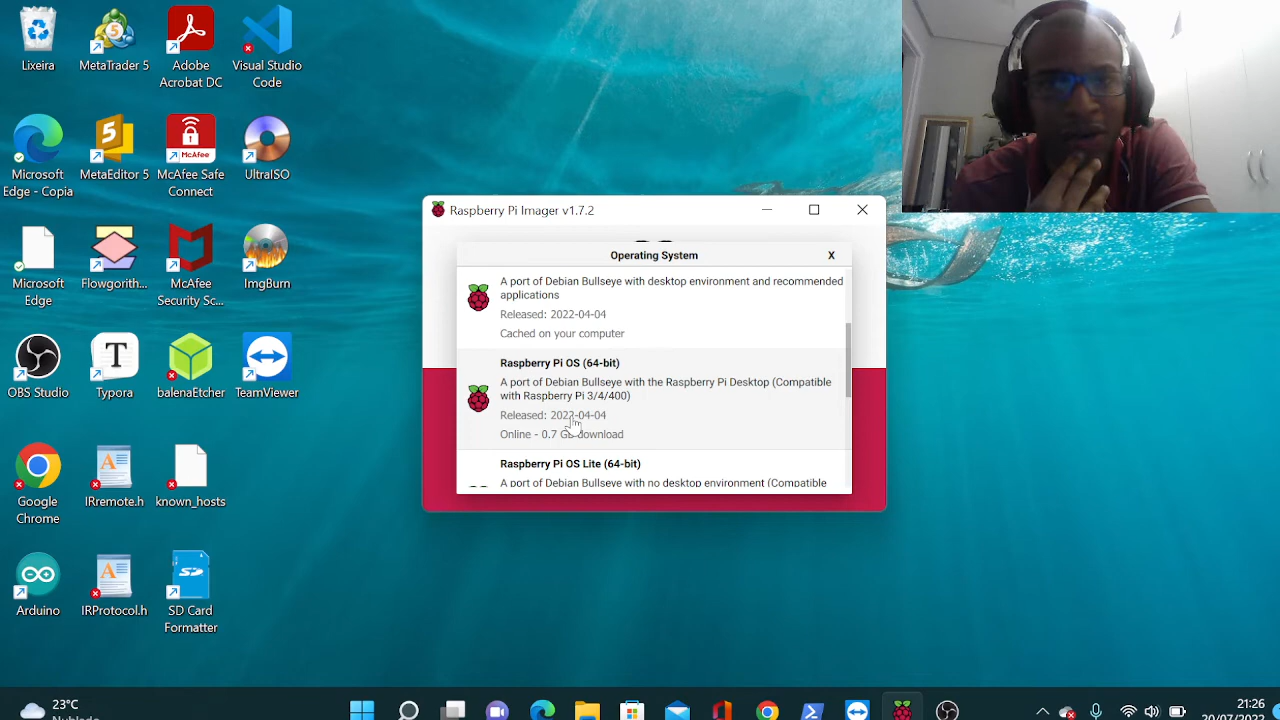 Lixeira
MetaTrader 5
Adobe
Acrobat DC
Visual Studio
Code
Microsoft
Edge - Copia
MetaEditor 5
McAfee
McAfee Safe
Connect
UltraISO
Microsoft
Edge
Flowgorith...
McAfee
Security Sc...
ImgBurn
OBS Studio
Typora
balenaEtcher
TeamViewer
Google
Chrome
IRremote.h
known_hosts
Arduino
IRProtocol.h
SD Card
Formatter
Raspberry Pi Imager v1.7.2
Operating System
X
A port of Debian Bullseye with desktop environment and recommended
applications
Released: 2022-04-04
Cached on your computer
Raspberry Pi OS (64-bit)
A port of Debian Bullseye with the Raspberry Pi Desktop (Compatible
with Raspberry Pi 3/4/400)
Released: 2022-04-04
Online - 0.7 GB download
Raspberry Pi OS Lite (64-bit)
A port of Debian Bullseye with no desktop environment (Compatible
23°C
Nublado
21:26
20/07/2022